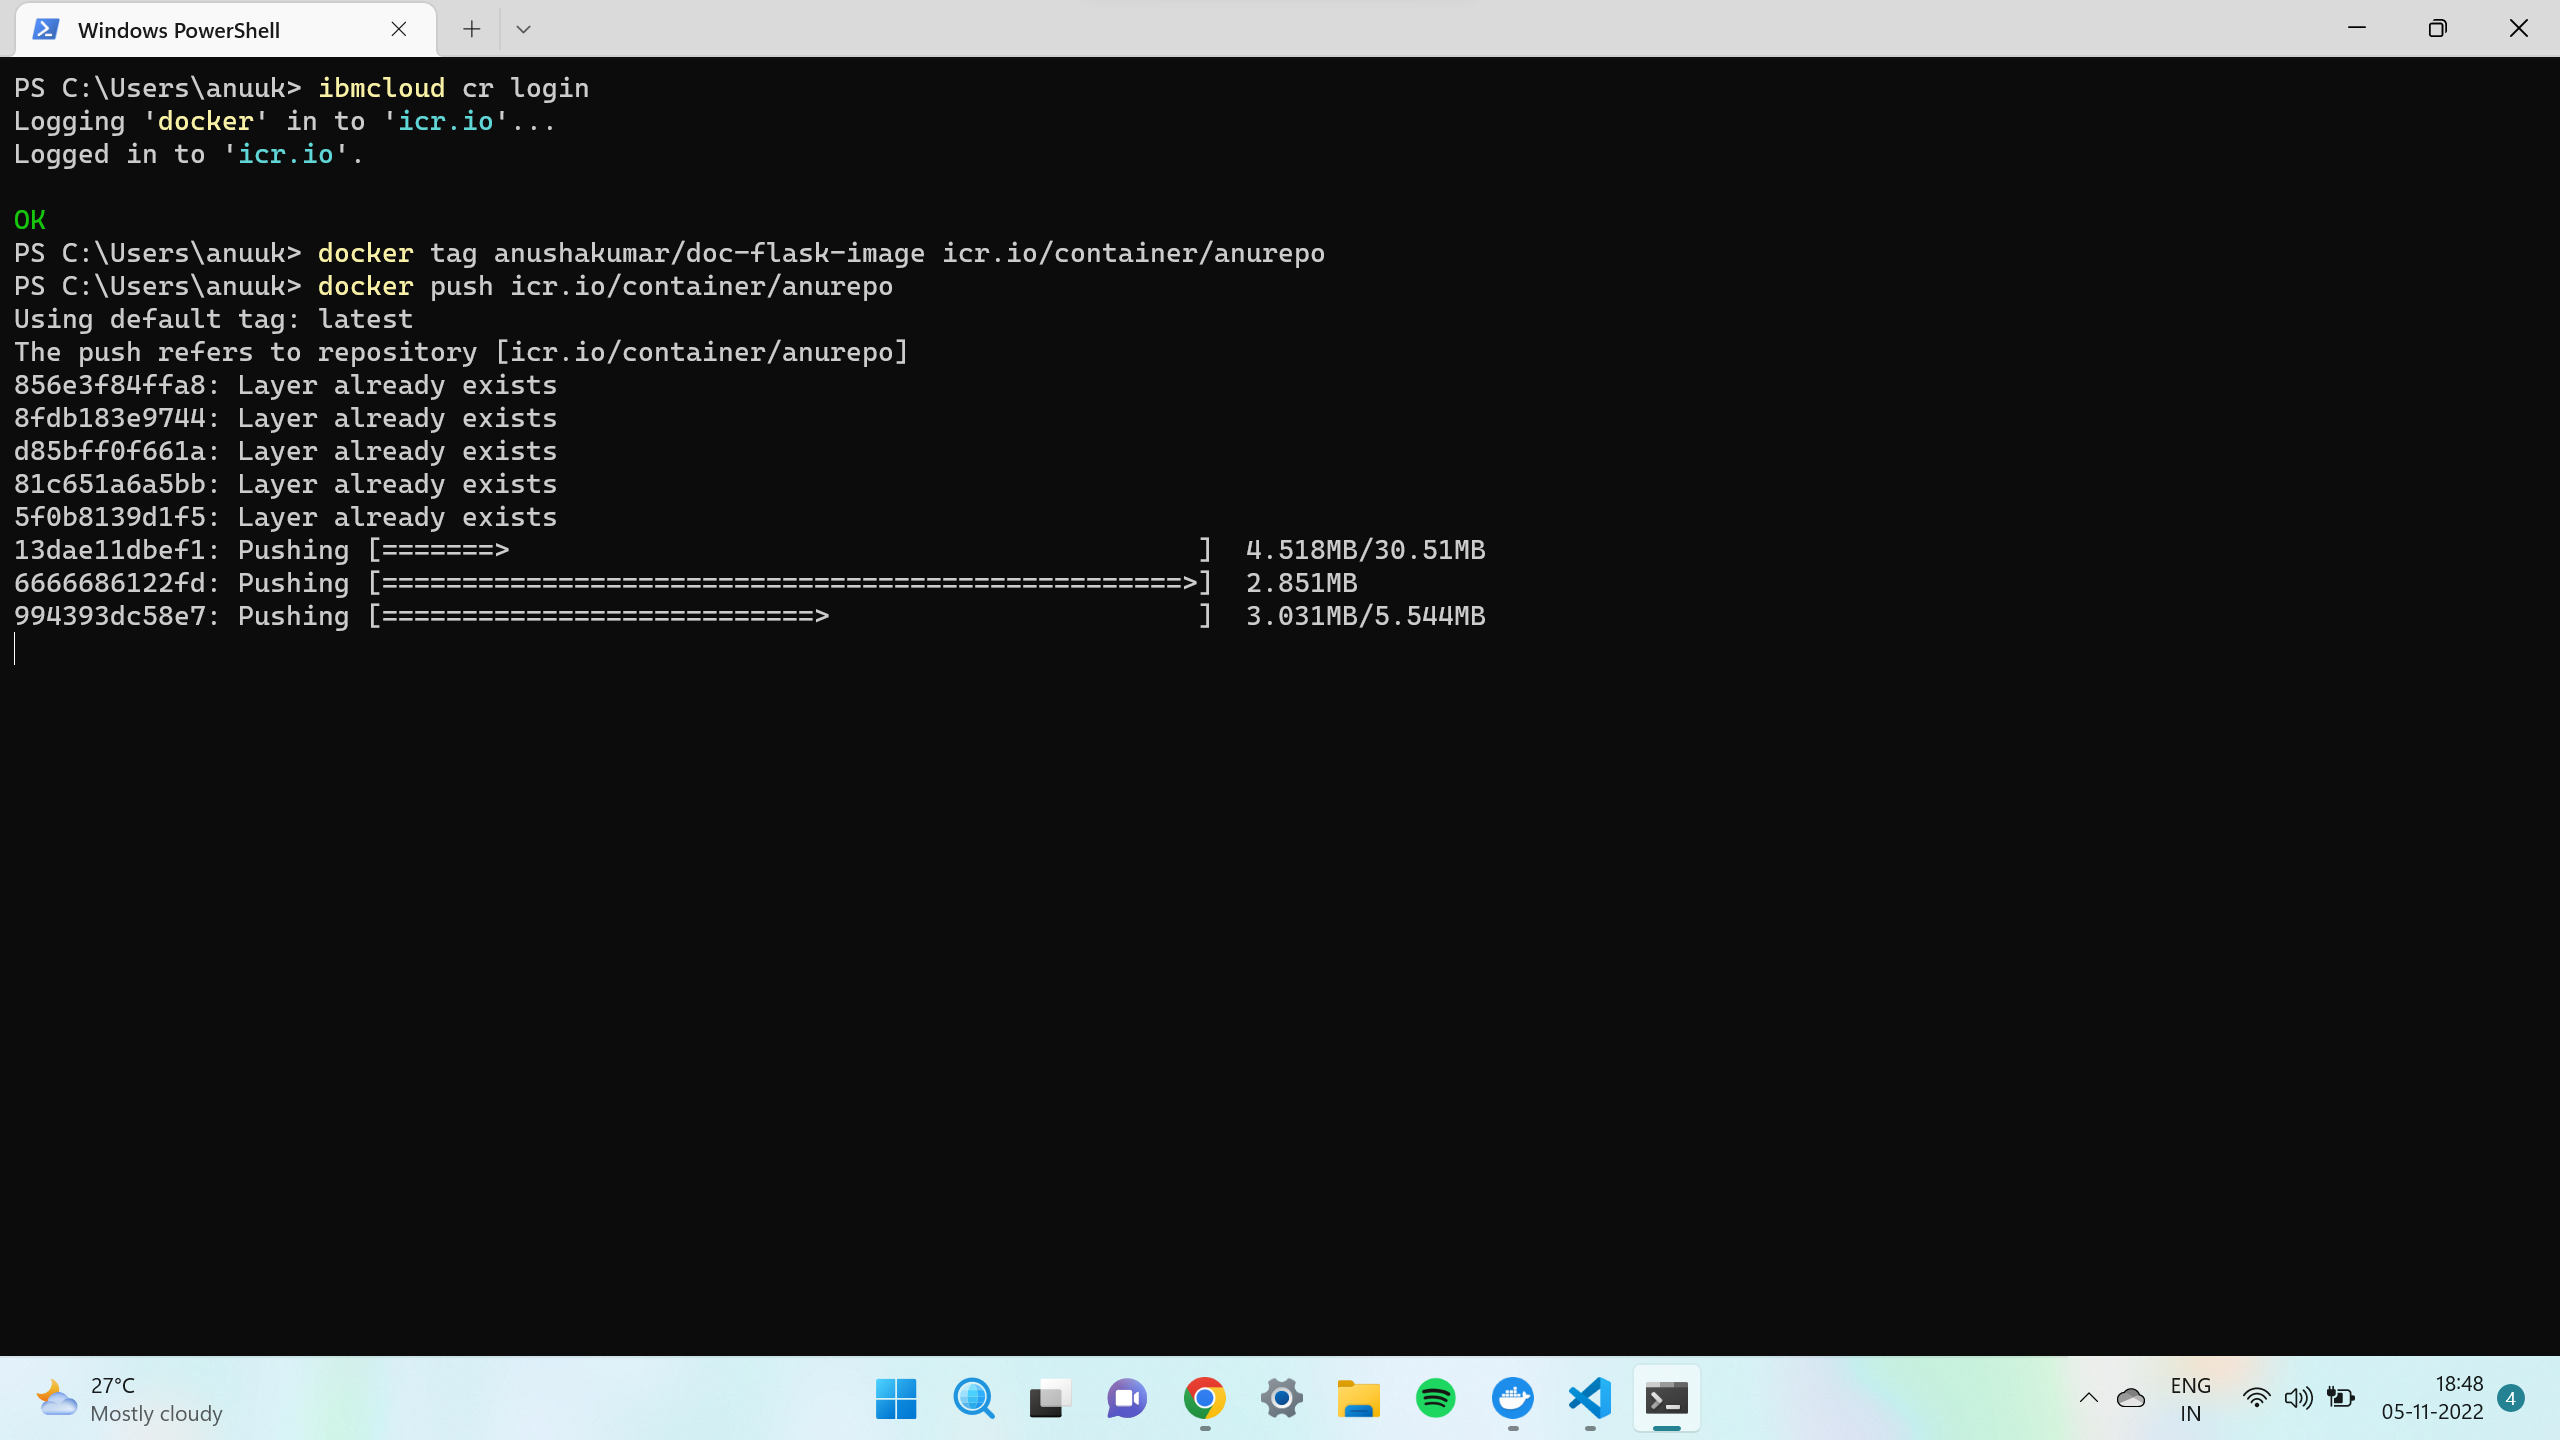 Windows PowerShell
PS C:\Users\anuuk> ibmcloud cr login
Logging 'docker' in to 'icr.io'...
Logged in to 'icr.io'.
OK
PS C:\Users\anuuk> docker tag anushakumar/doc-flask-image icr.io/container/anurepo
PS C:\Users\anuuk> docker push icr.io/container/anurepo
Using default tag: latest
The push refers to repository [icr.io/container/anurepo]
856e3f84ffa8: Layer already exists
8fdb183e9744: Layer already exists
d85bff0f661a: Layer already exists
81c651a6a5bb: Layer already exists
5f0b8139d1f5: Layer already exists
13dae11dbef1: Pushing [=======>                                           ]  4.518MB/30.51MB
6666686122fd: Pushing [==================================================>]  2.851MB
994393dc58e7: Pushing [===========================>                       ]  3.031MB/5.544MB
27°C
Mostly cloudy
ENG
IN
18:48
05-11-2022
4